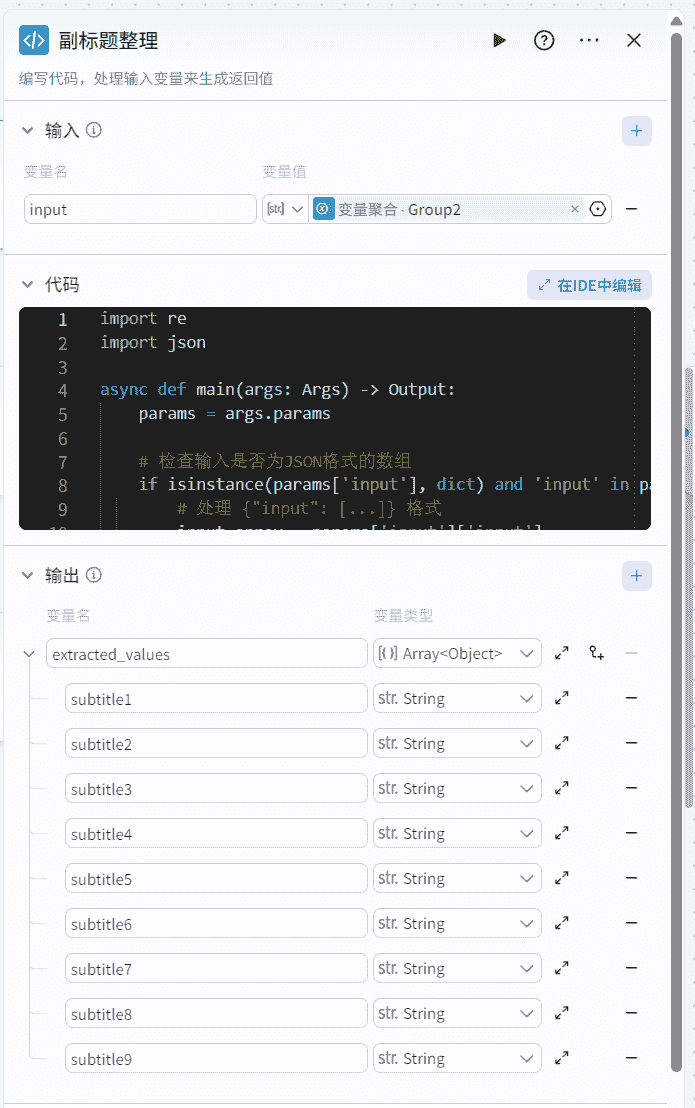 副标题整理
编写代码，处理输入变量来生成返回值
输入
变量名 变量值
input str. 变量聚合 - Group2
代码 在IDE中编辑
1 import re
2 import json
3
4 async def main(args: Args) -> Output:
5 params = args.params
6
7 # 检查输入是否为JSON格式的数组
8 if isinstance(params['input'], dict) and 'input' in pa
9 # 处理 {"input": [...]} 格式
输出
变量名 变量类型
extracted_values Array<Object>
subtitle1 str. String
subtitle2 str. String
subtitle3 str. String
subtitle4 str. String
subtitle5 str. String
subtitle6 str. String
subtitle7 str. String
subtitle8 str. String
subtitle9 str. String